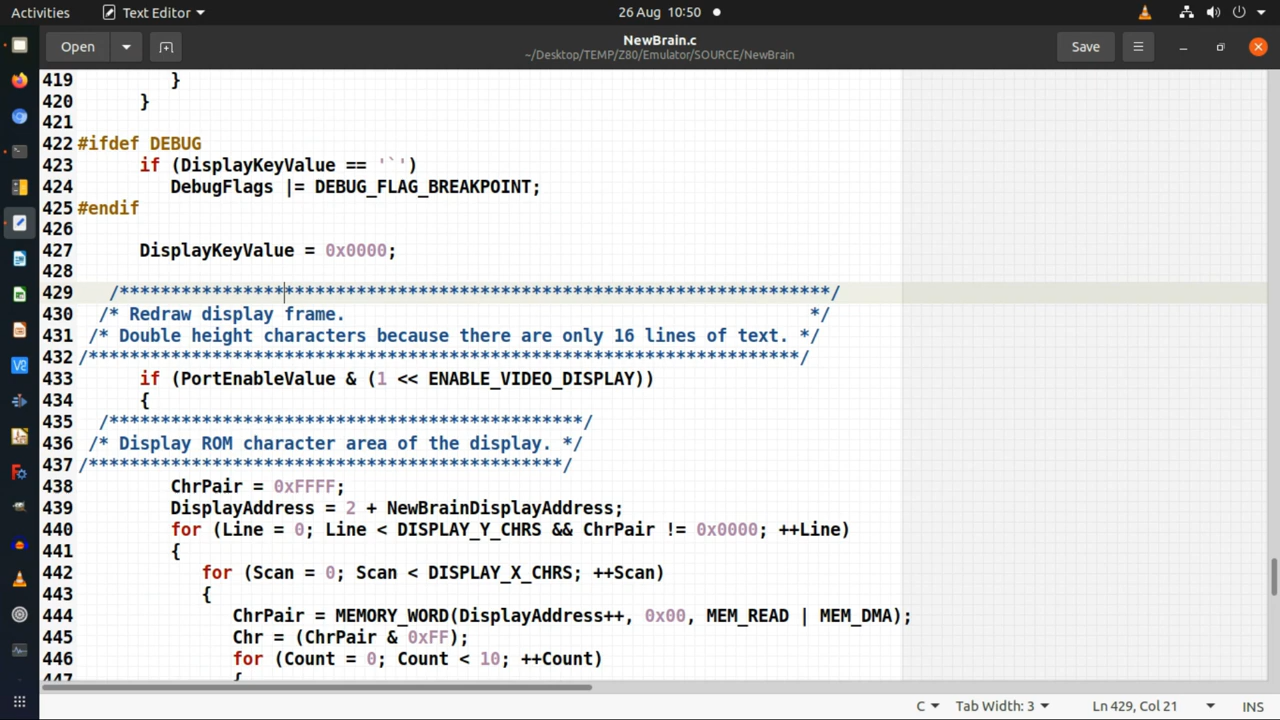 Activities Text Editor 26 Aug 10:50
Open NewBrain.c Save
~/Desktop/TEMP/Z80/Emulator/SOURCE/NewBrain
419 }
420 }
421
422 #ifdef DEBUG
423 if (DisplayKeyValue == '`')
424 DebugFlags |= DEBUG_FLAG_BREAKPOINT;
425 #endif
426
427 DisplayKeyValue = 0x0000;
428
429 /*********************************************************************/
430 /* Redraw display frame. */
431 /* Double height characters because there are only 16 lines of text. */
432 /*********************************************************************/
433 if (PortEnableValue & (1 << ENABLE_VIDEO_DISPLAY))
434 {
435 /**********************************************/
436 /* Display ROM character area of the display. */
437 /**********************************************/
438 ChrPair = 0xFFFF;
439 DisplayAddress = 2 + NewBrainDisplayAddress;
440 for (Line = 0; Line < DISPLAY_Y_CHRS && ChrPair != 0x0000; ++Line)
441 {
442 for (Scan = 0; Scan < DISPLAY_X_CHRS; ++Scan)
443 {
444 ChrPair = MEMORY_WORD(DisplayAddress++, 0x00, MEM_READ | MEM_DMA);
445 Chr = (ChrPair & 0xFF);
446 for (Count = 0; Count < 10; ++Count)
447 {
C Tab Width: 3 Ln 429, Col 21 INS